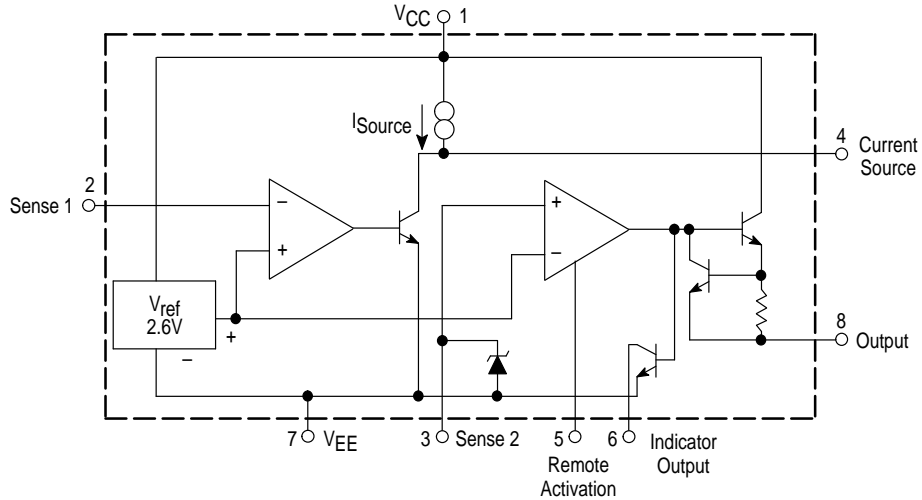 VCC 1
ISource
4 Current
Source
2
Sense 1
−
+
+
−
Vref
2.6V
+
−
8 Output
7 VEE
3 Sense 2
5
Remote
Activation
6 Indicator
Output